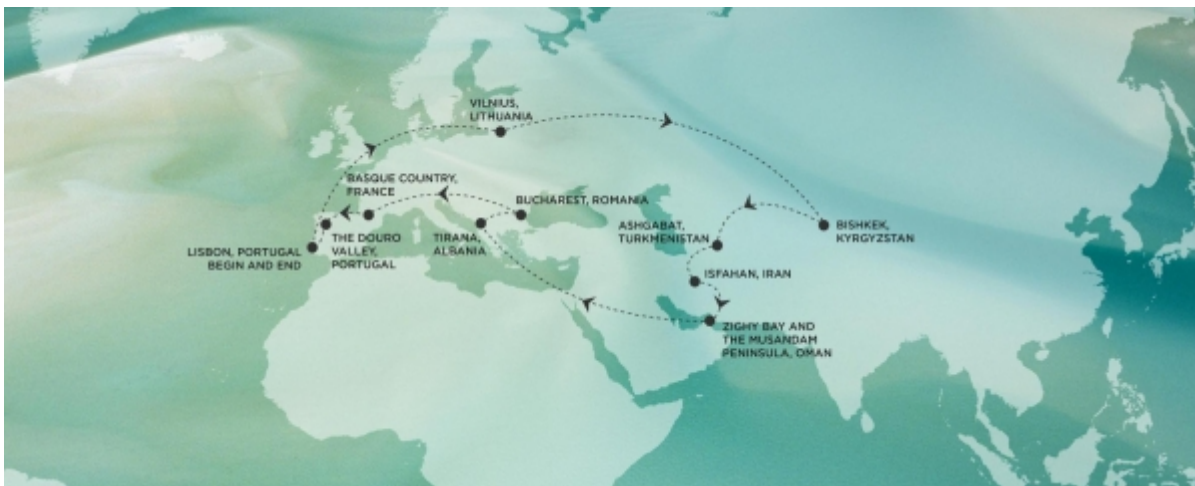 VILNIUS,
LITHUANIA
BASQUE COUNTRY,
FRANCE
BUCHAREST, ROMANIA
ASHGABAT,
TURKMENISTAN
BISHKEK,
KYRGYZSTAN
LISBON, PORTUGAL
BEGIN AND END
THE DOURO
VALLEY,
PORTUGAL
TIRANA,
ALBANIA
ISFAHAN, IRAN
ZIGHY BAY AND
THE MUSANDAM
PENINSULA, OMAN